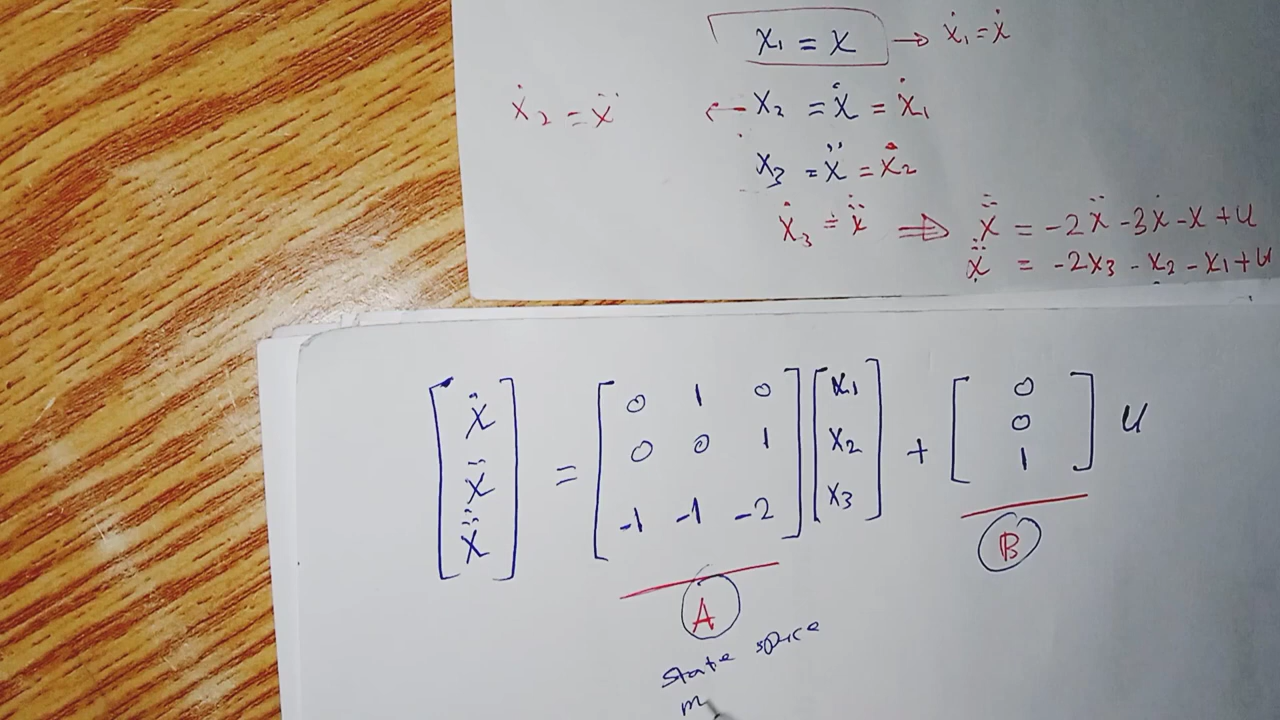 x₁ = x → ẋ₁ = ẋ
ẋ₂ = ẍ ← x₂ = ẋ = ẋ₁
x₃ = ẍ = ẋ₂
ẋ₃ = x⃛ ⇒ x⃛ = -2ẍ -3ẋ -x +u
x⃛ = -2x₃ -x₂ -x₁ +u
[ẋ ẍ x⃛] = [0 1 0; 0 0 1; -1 -1 -2] [x₁ x₂ x₃] + [0 0 1] u
A B
state space
m